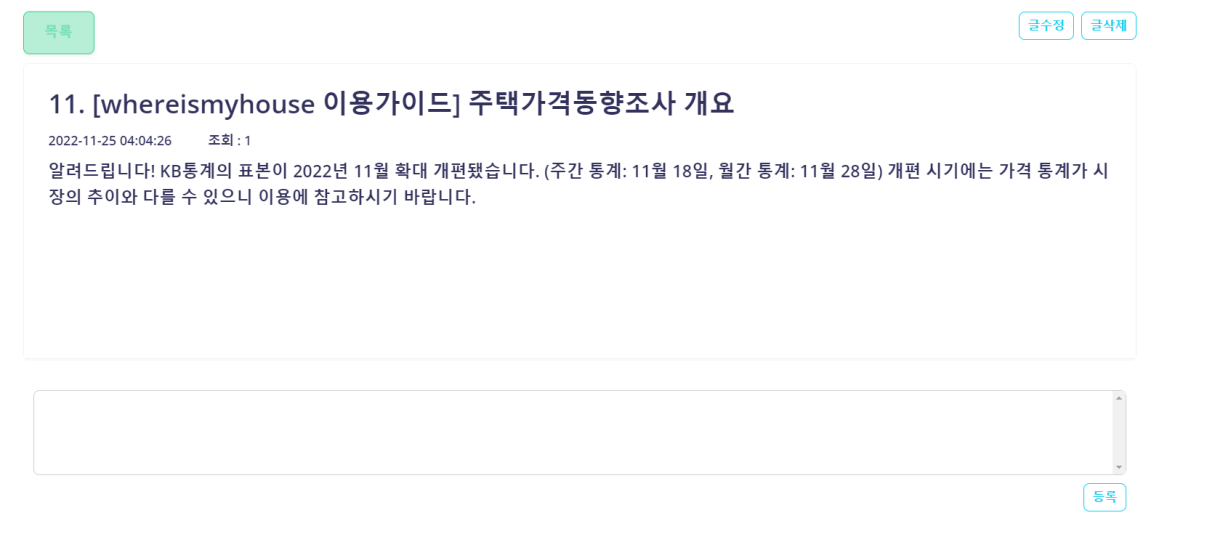 목록
글수정 글삭제
11. [whereismyhouse 이용가이드] 주택가격동향조사 개요
2022-11-25 04:04:26 조회 : 1
알려드립니다! KB통계의 표본이 2022년 11월 확대 개편됐습니다. (주간 통계: 11월 18일, 월간 통계: 11월 28일) 개편 시기에는 가격 통계가 시
장의 추이와 다를 수 있으니 이용에 참고하시기 바랍니다.
등록